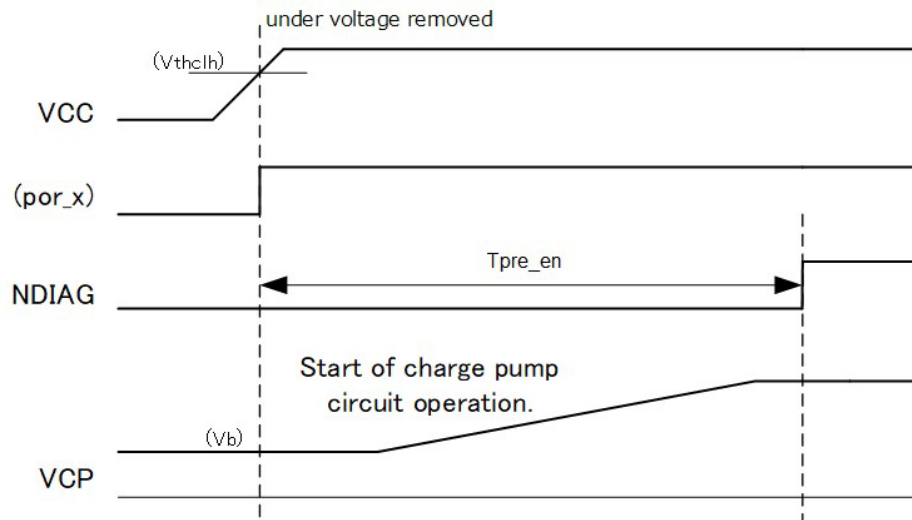 under voltage removed
(Vthclh)
VCC
(por_x)
Tpre_en
NDIAG
Start of charge pump
circuit operation.
(Vb)
VCP